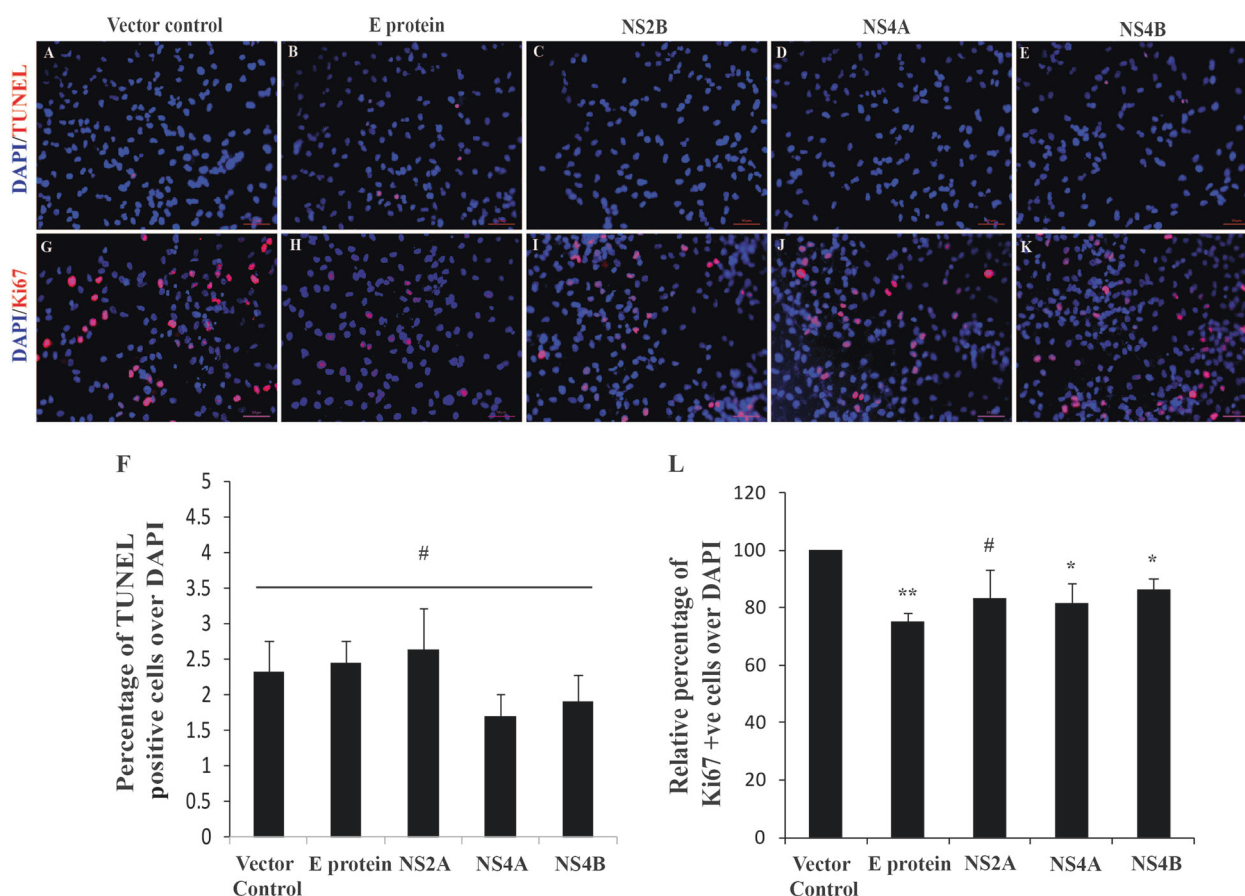 Vector control
E protein
NS2B
NS4A
NS4B
DAPI/TUNEL
A
B
C
D
E
DAPI/Ki67
G
H
I
J
K
F
Percentage of TUNEL
positive cells over DAPI
5
4.5
4
3.5
3
2.5
2
1.5
1
0.5
0
#
Vector
Control
E protein
NS2A
NS4A
NS4B
L
Relative percentage of
Ki67 +ve cells over DAPI
120
100
80
60
40
20
0
**
#
*
*
Vector
Control
E protein
NS2A
NS4A
NS4B